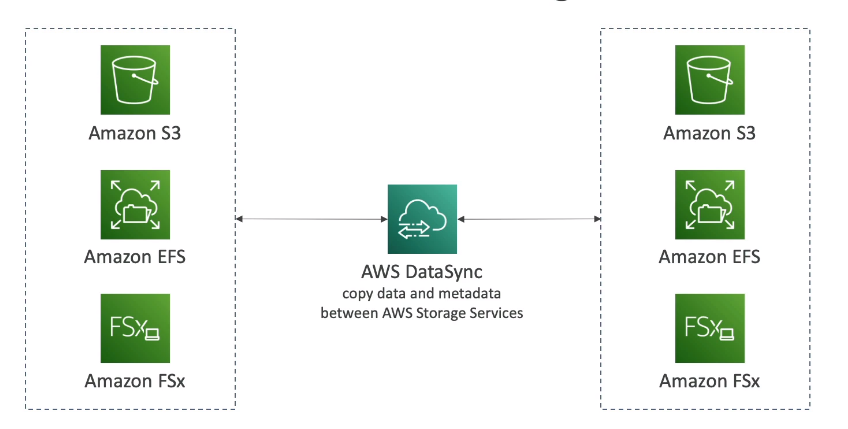 Amazon S3
Amazon EFS
FSx
Amazon FSx
AWS DataSync
copy data and metadata
between AWS Storage Services
Amazon S3
Amazon EFS
FSx
Amazon FSx